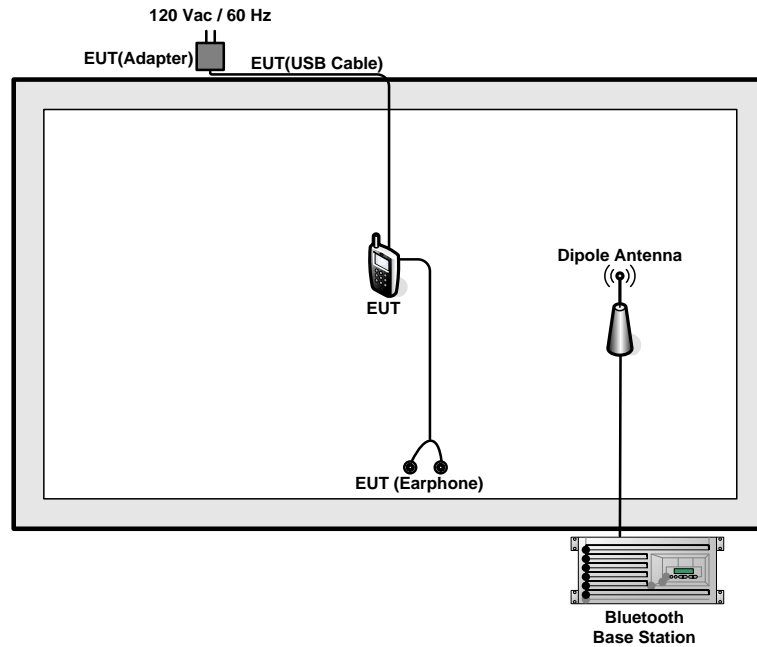 120 Vac / 60 Hz
EUT(Adapter)
EUT(USB Cable)
Dipole Antenna
EUT
EUT (Earphone)
Bluetooth
Base Station